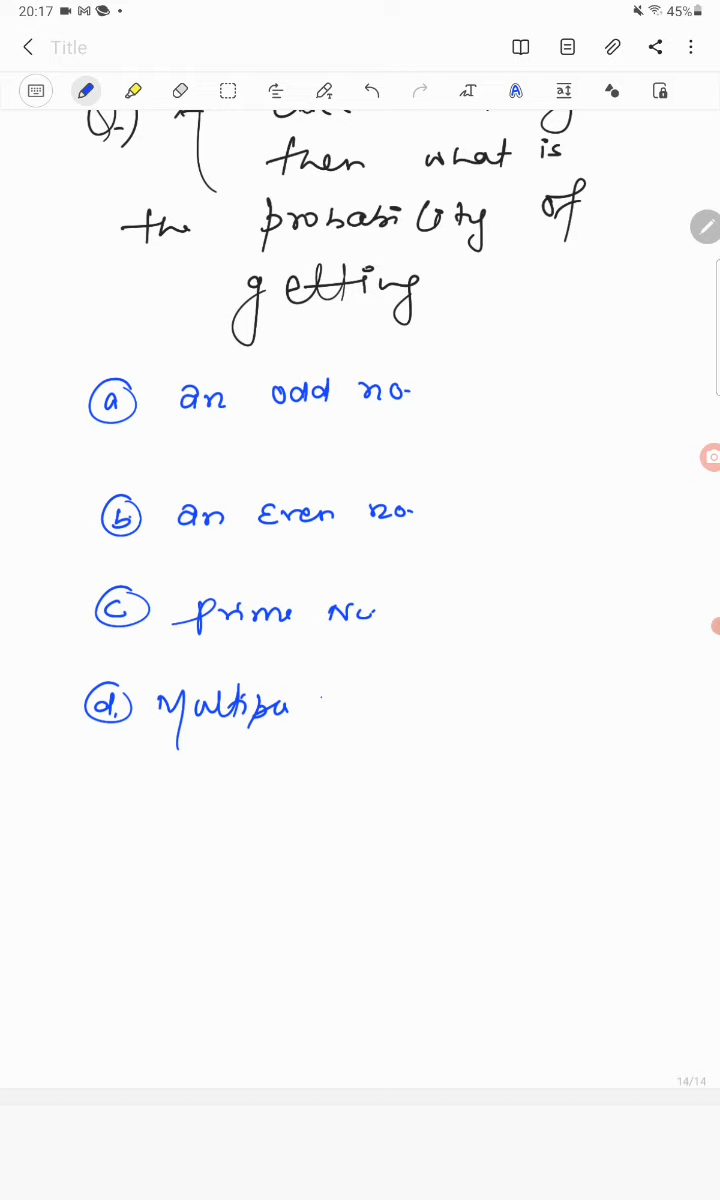 20:17
45%
Title
Q-)
then what is
the probability of
getting
a an odd no.
b an Even no.
c prime No
d.
14/14